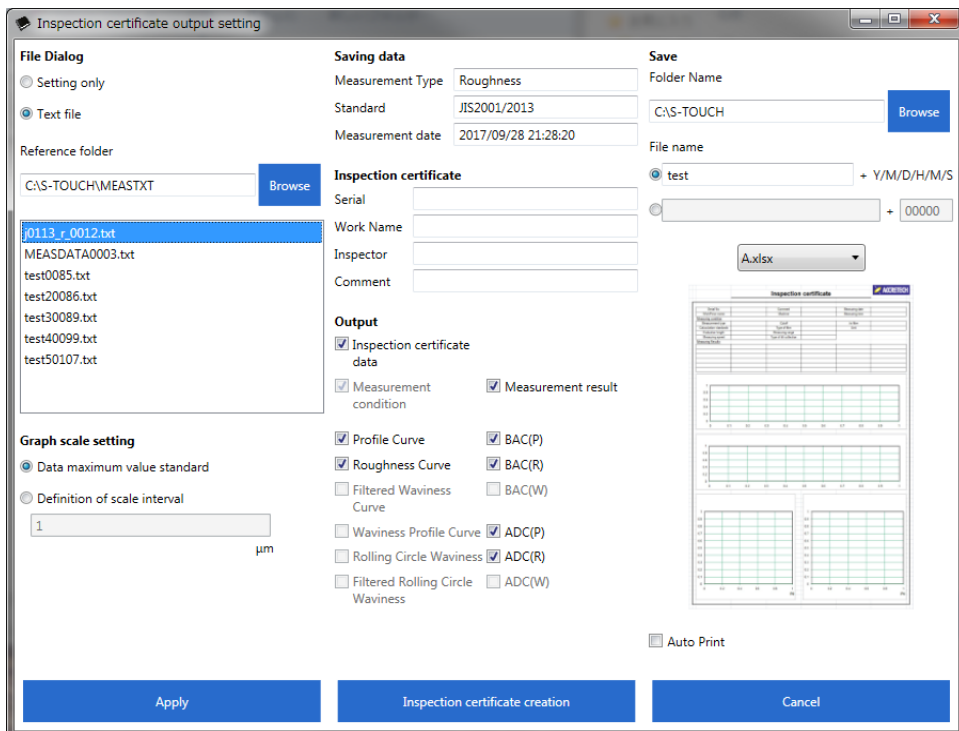 Inspection certificate output setting
File Dialog
Setting only
Text file
Reference folder
C:\S-TOUCH\MEASTXT
Browse
j0113_r_0012.txt
MEASDATA0003.txt
test0085.txt
test20086.txt
test30089.txt
test40099.txt
test50107.txt
Graph scale setting
Data maximum value standard
Definition of scale interval
1
µm
Saving data
Measurement Type Roughness
Standard JIS2001/2013
Measurement date 2017/09/28 21:28:20
Inspection certificate
Serial
Work Name
Inspector
Comment
Output
Inspection certificate
data
Measurement
condition
Measurement result
Profile Curve BAC(P)
Roughness Curve BAC(R)
Filtered Waviness
Curve
BAC(W)
Waviness Profile Curve ADC(P)
Rolling Circle Waviness ADC(R)
Filtered Rolling Circle
Waviness
ADC(W)
Save
Folder Name
C:\S-TOUCH
Browse
File name
test + Y/M/D/H/M/S
+ 00000
A.xlsx
Inspection certificate
ACCRETECH
Auto Print
Apply
Inspection certificate creation
Cancel